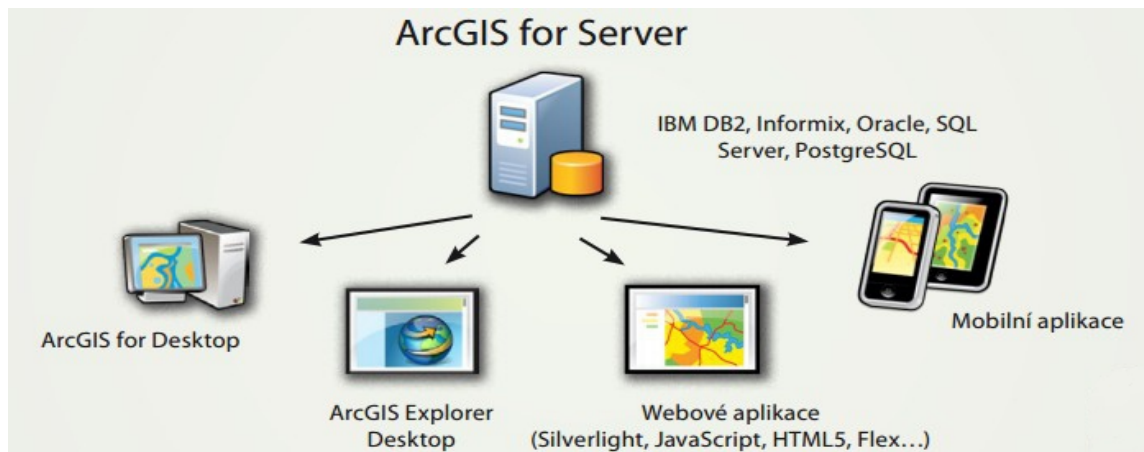 ArcGIS for Server
IBM DB2, Informix, Oracle, SQL
Server, PostgreSQL
ArcGIS for Desktop
Mobilní aplikace
ArcGIS Explorer
Desktop
Webové aplikace
(Silverlight, JavaScript, HTML5, Flex...)